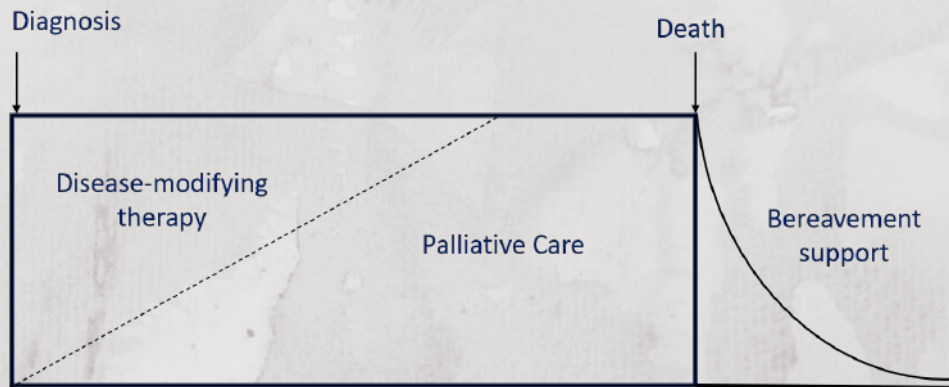 Diagnosis
Death
Disease-modifying
therapy
Palliative Care
Bereavement
support